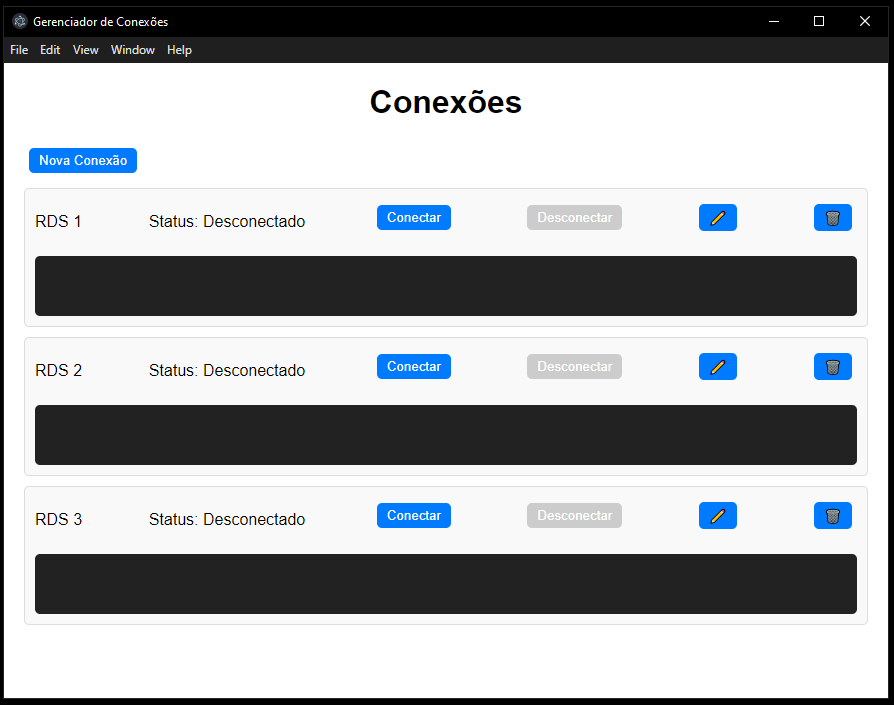 Gerenciador de Conexões
File Edit View Window Help
Conexões
Nova Conexão
RDS 1 Status: Desconectado Conectar Desconectar
RDS 2 Status: Desconectado Conectar Desconectar
RDS 3 Status: Desconectado Conectar Desconectar